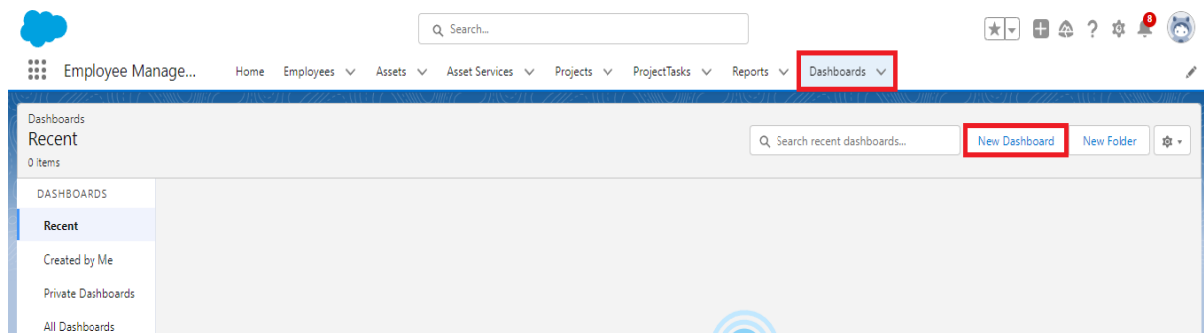 Search...
8
Employee Manage... Home Employees Assets Asset Services Projects ProjectTasks Reports Dashboards
Dashboards
Recent
0 items
Search recent dashboards... New Dashboard New Folder
DASHBOARDS
Recent
Created by Me
Private Dashboards
All Dashboards